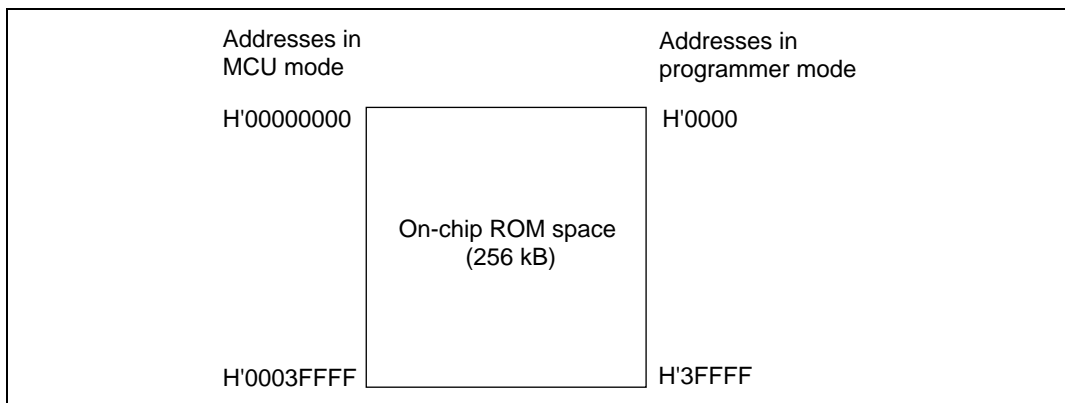 Addresses in
MCU mode
Addresses in
programmer mode
H'00000000
H'0000
On-chip ROM space
(256 kB)
H'0003FFFF
H'3FFFF